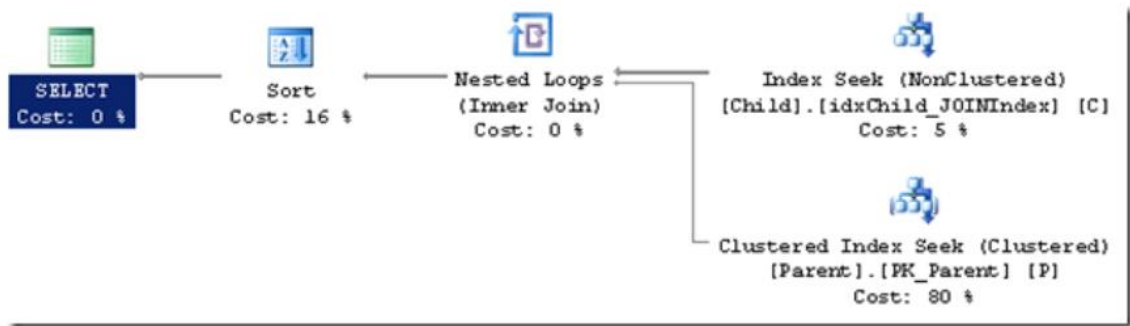 SELECT
Cost: 0 %
Sort
Cost: 16 %
Nested Loops
(Inner Join)
Cost: 0 %
Index Seek (NonClustered)
[Child].[idxChild_JOINIndex] [C]
Cost: 5 %
Clustered Index Seek (Clustered)
[Parent].[PK_Parent] [P]
Cost: 80 %